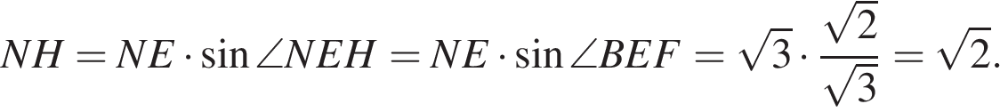 NH = NE · sin ∠NEH = NE · sin ∠BEF = √3 · √2/√3 = √2.